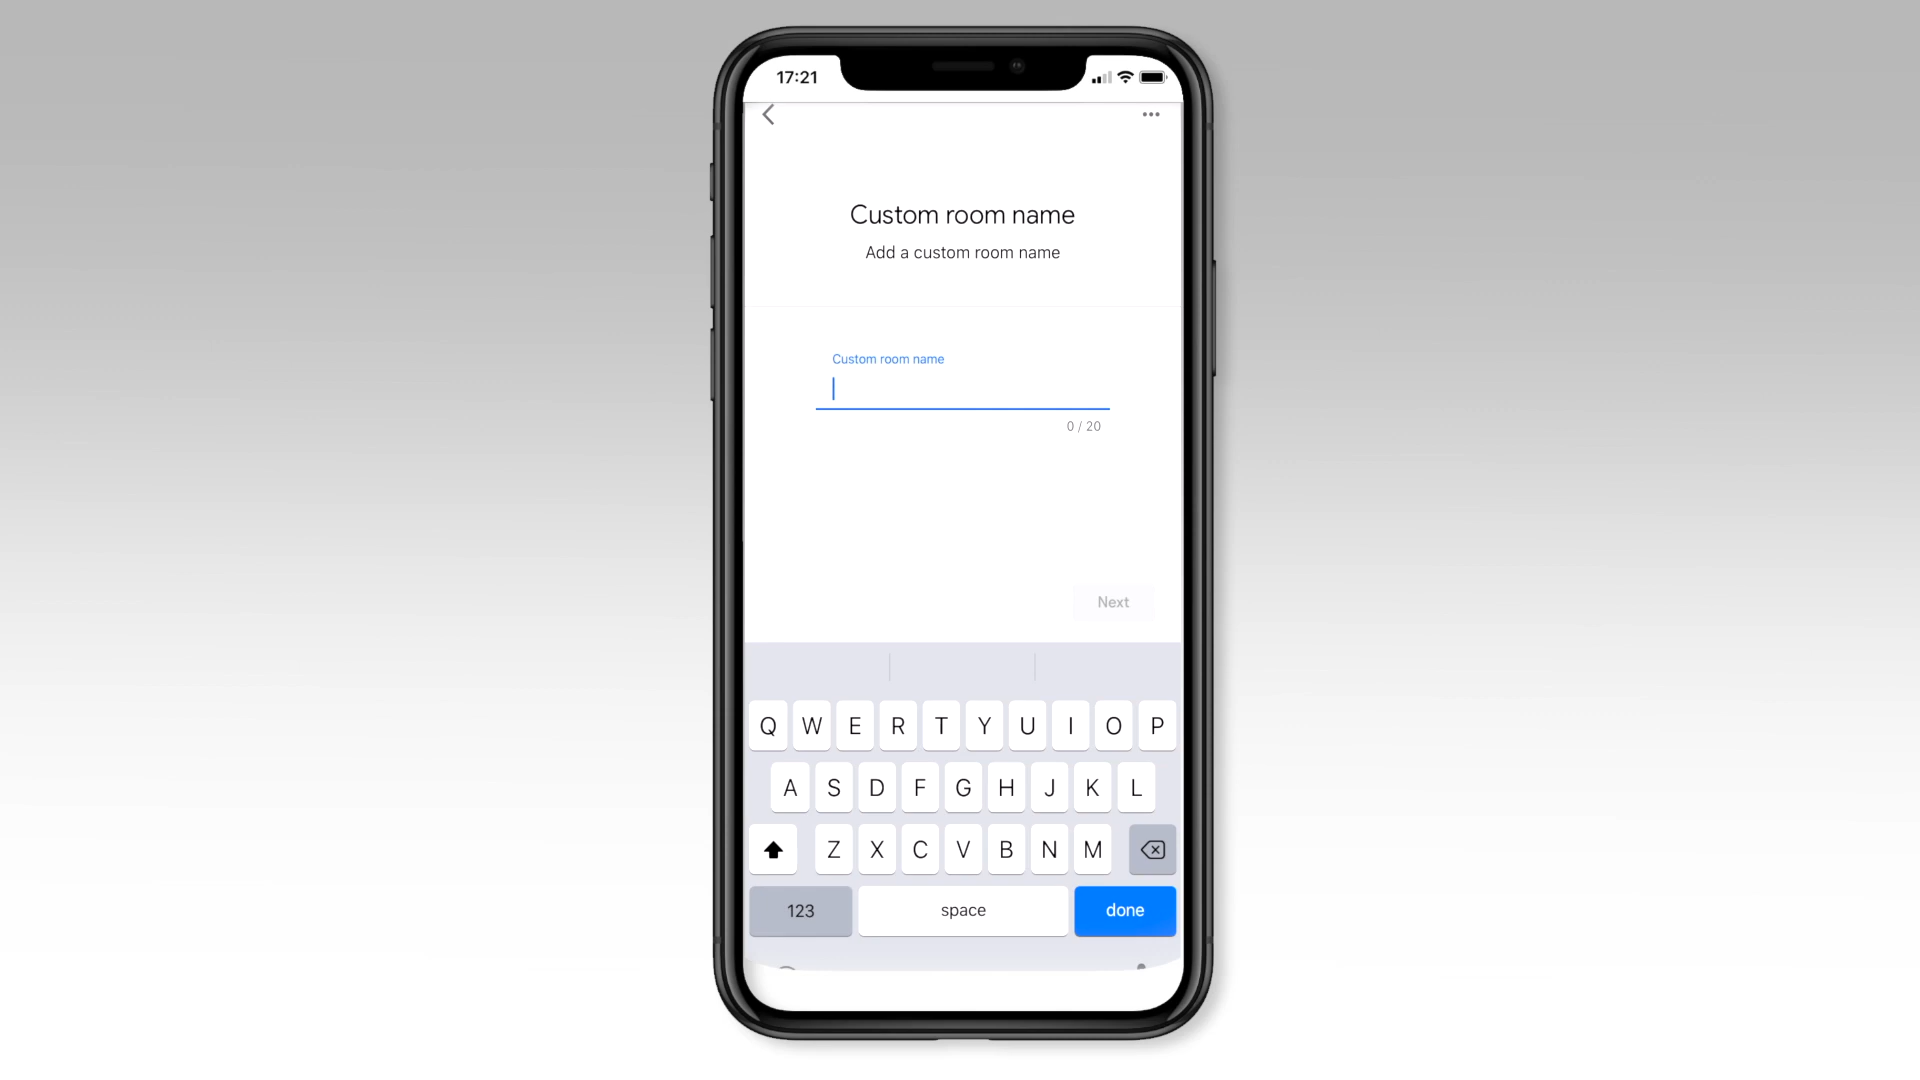 17:21
Custom room name
Add a custom room name
Custom room name
0 / 20
Next
Q W E R T Y U I O P
A S D F G H J K L
Z X C V B N M
123 space done